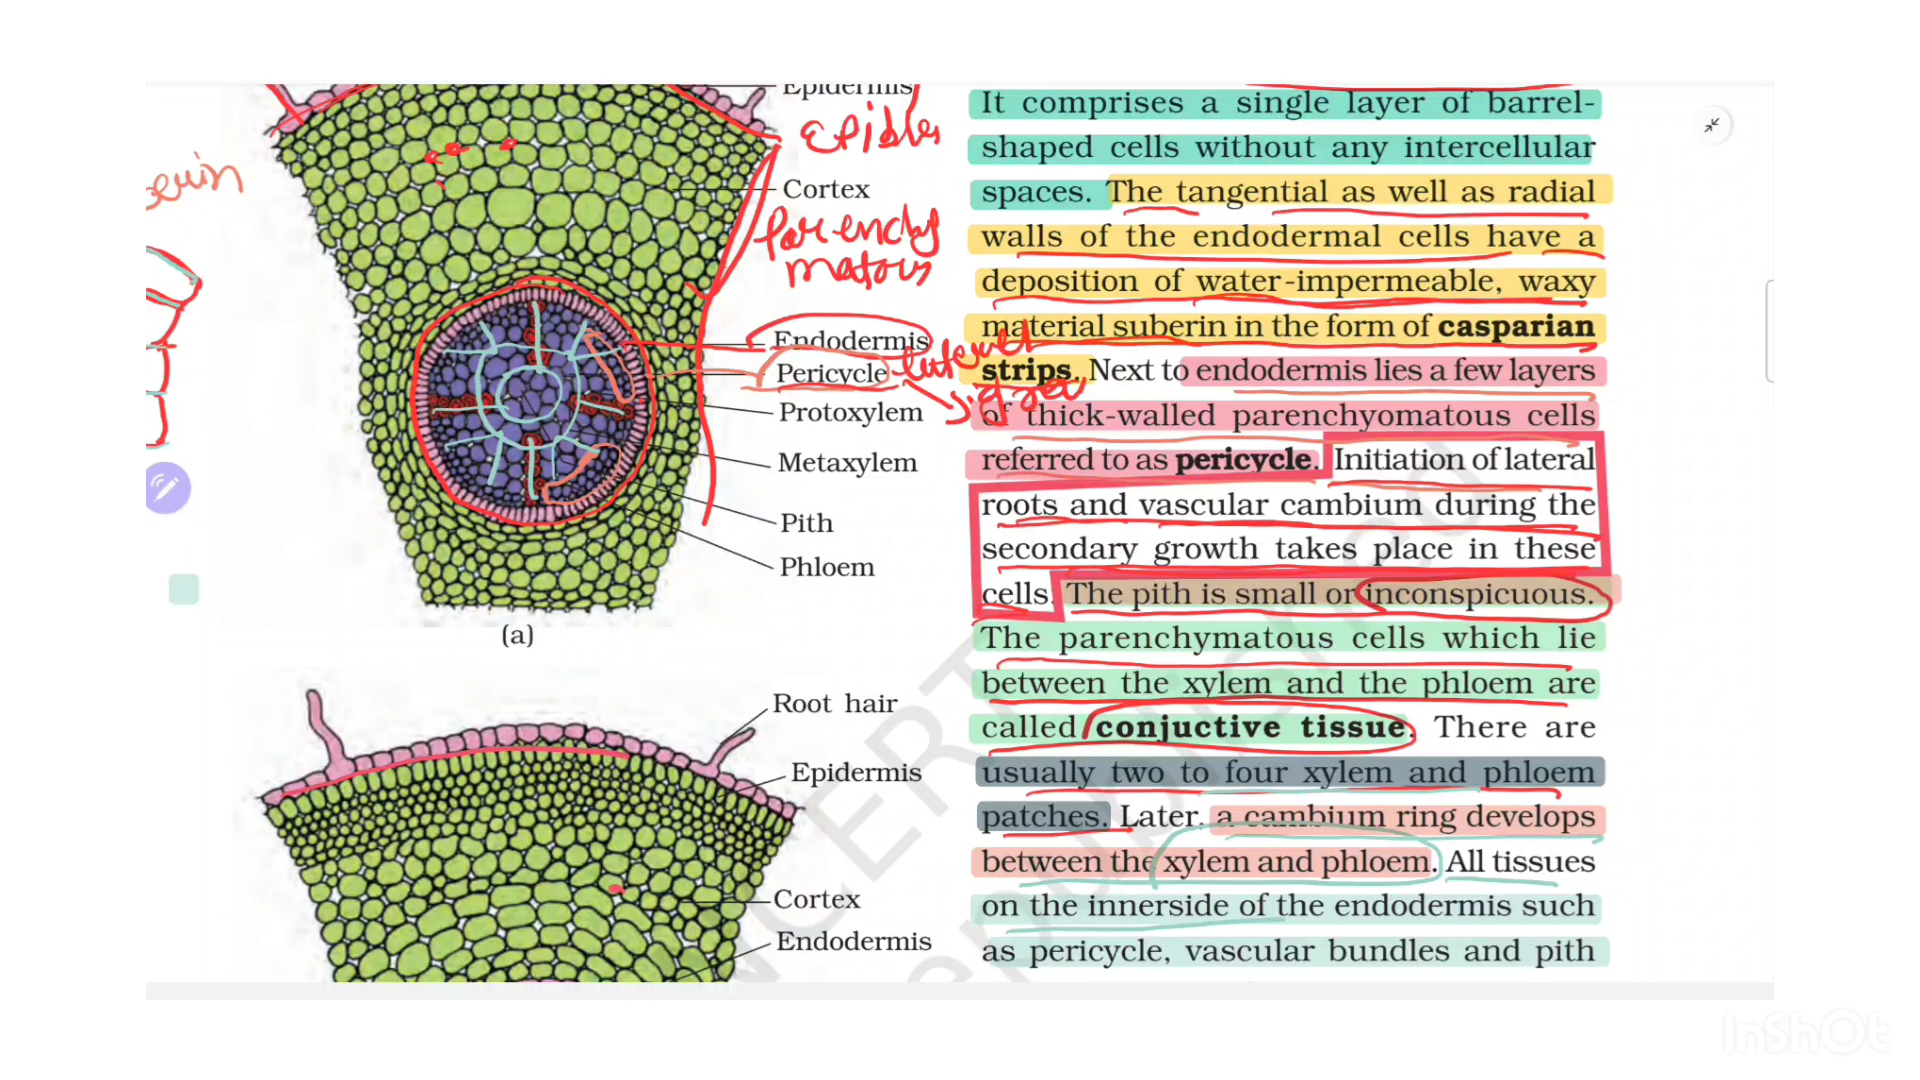 Epidermis
Epibles
Cortex
Parenchy
matous
Endodermis
Pericycle
lateral
Protoxylem
Metaxylem
Pith
Phloem
(a)
Root hair
Epidermis
Cortex
Endodermis
It comprises a single layer of barrel-
shaped cells without any intercellular
spaces. The tangential as well as radial
walls of the endodermal cells have a
deposition of water-impermeable, waxy
material suberin in the form of casparian
strips. Next to endodermis lies a few layers
of thick-walled parenchyomatous cells
referred to as pericycle. Initiation of lateral
roots and vascular cambium during the
secondary growth takes place in these
cells. The pith is small or inconspicuous.
The parenchymatous cells which lie
between the xylem and the phloem are
called conjuctive tissue. There are
usually two to four xylem and phloem
patches. Later, a cambium ring develops
between the xylem and phloem. All tissues
on the innerside of the endodermis such
as pericycle, vascular bundles and pith
InShOt